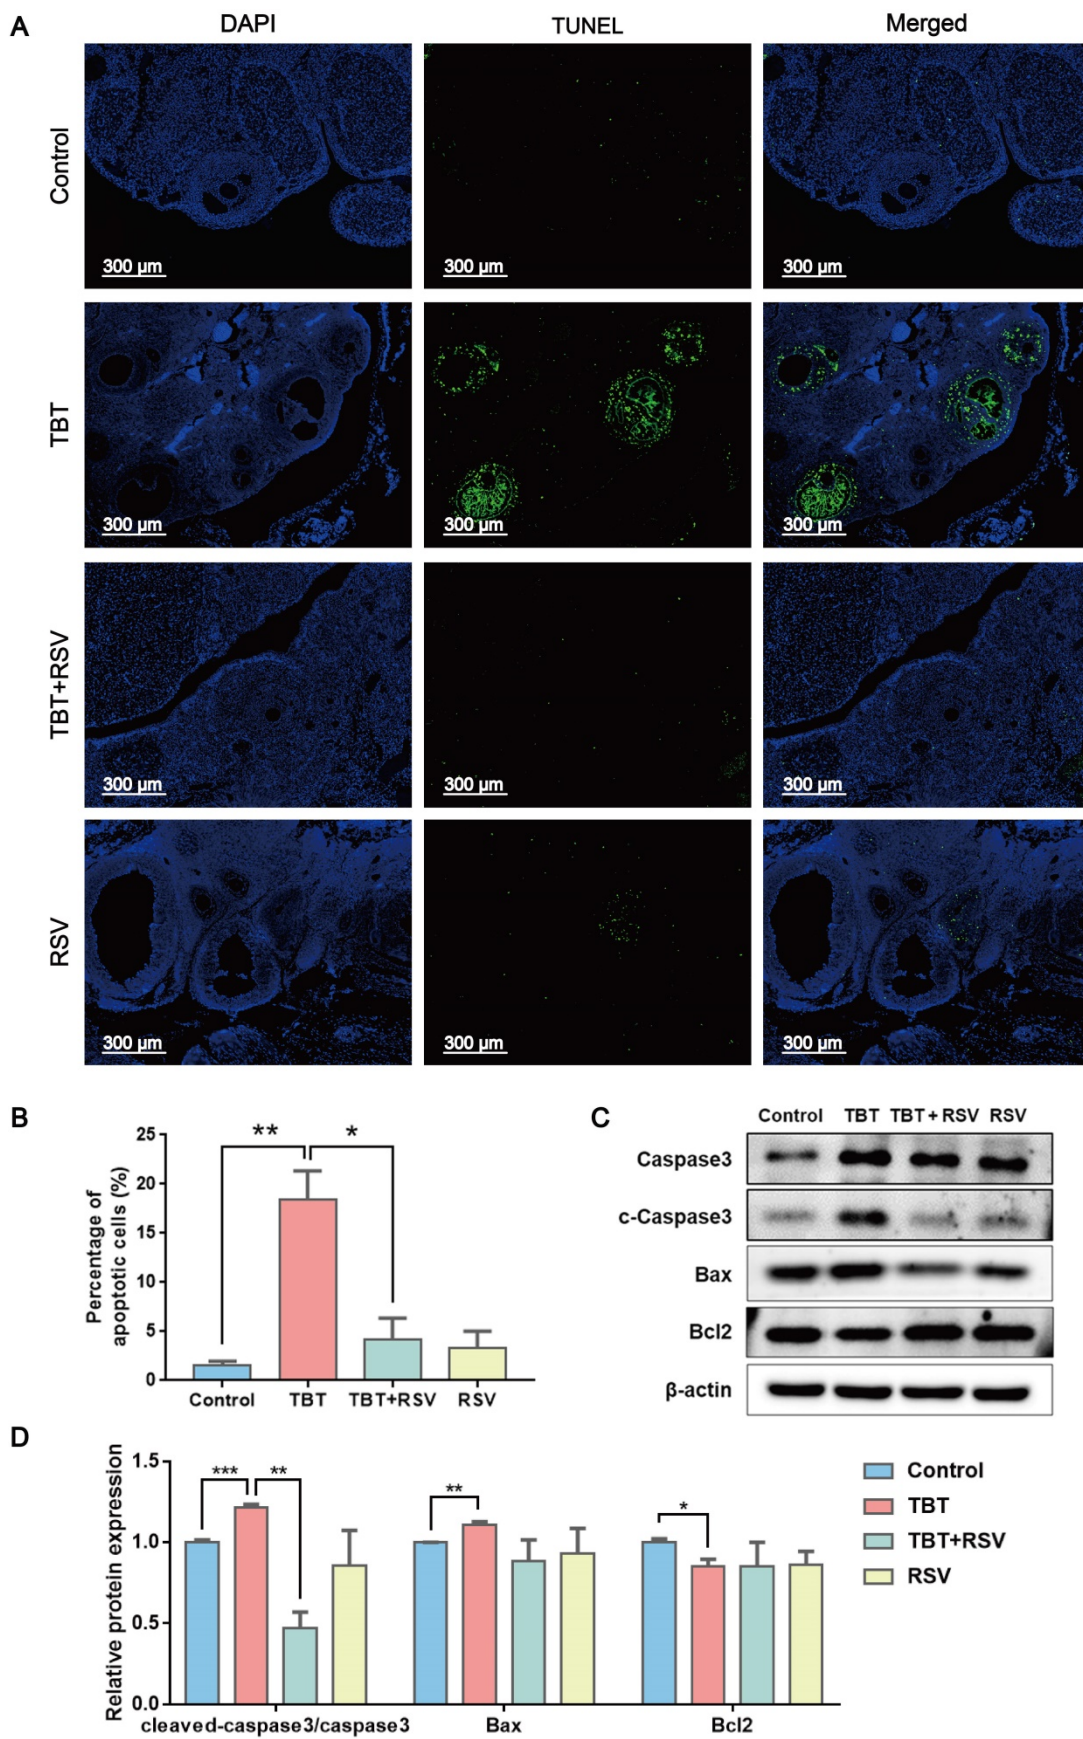 A
DAPI TUNEL Merged
Control
300 µm 300 µm 300 µm
TBT
300 µm 300 µm 300 µm
TBT+RSV
300 µm 300 µm 300 µm
RSV
300 µm 300 µm 300 µm
B
Percentage of
apoptotic cells (%)
25
20
15
10
5
0
** *
Control TBT TBT+RSV RSV
C
Control TBT TBT + RSV RSV
Caspase3
c-Caspase3
Bax
Bcl2
β-actin
D
Relative protein expression
1.5
1.0
0.5
0.0
*** ** ** *
cleaved-caspase3/caspase3 Bax Bcl2
Control
TBT
TBT+RSV
RSV